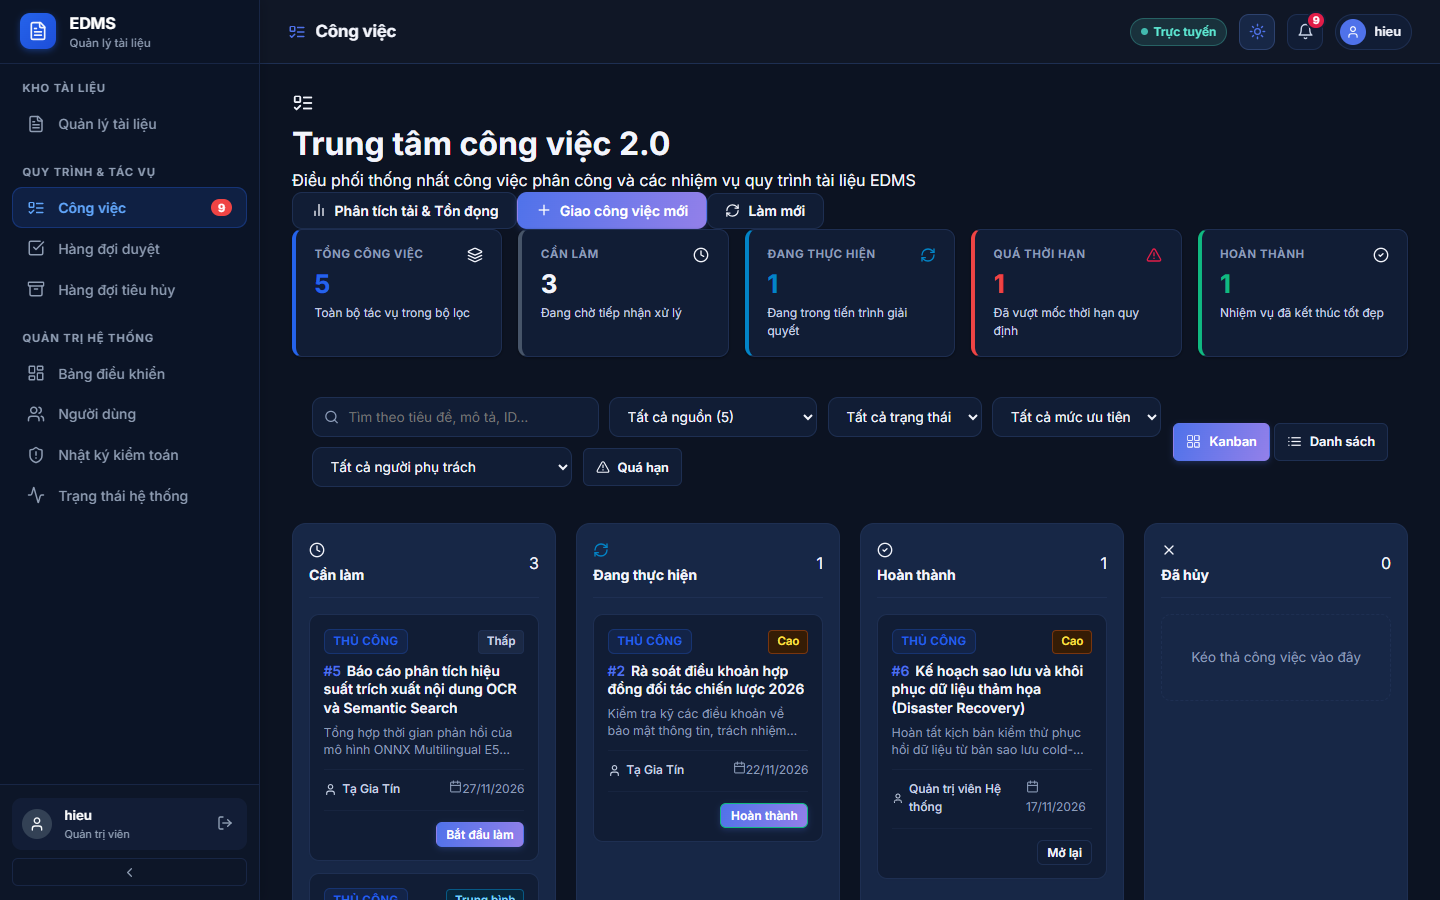 EDMS
Quản lý tài liệu
KHO TÀI LIỆU
Quản lý tài liệu
QUY TRÌNH & TÁC VỤ
Công việc
9
Hàng đợi duyệt
Hàng đợi tiêu hủy
QUẢN TRỊ HỆ THỐNG
Bảng điều khiển
Người dùng
Nhật ký kiểm toán
Trạng thái hệ thống
hieu
Quản trị viên
Công việc
Trực tuyến
9
hieu
Trung tâm công việc 2.0
Điều phối thống nhất công việc phân công và các nhiệm vụ quy trình tài liệu EDMS
Phân tích tải & Tồn đọng
Giao công việc mới
Làm mới
TỔNG CÔNG VIỆC
5
Toàn bộ tác vụ trong bộ lọc
CẦN LÀM
3
Đang chờ tiếp nhận xử lý
ĐANG THỰC HIỆN
1
Đang trong tiến trình giải
quyết
QUÁ THỜI HẠN
1
Đã vượt mốc thời hạn quy
định
HOÀN THÀNH
1
Nhiệm vụ đã kết thúc tốt đẹp
Tìm theo tiêu đề, mô tả, ID...
Tất cả nguồn (5)
Tất cả trạng thái
Tất cả mức ưu tiên
Tất cả người phụ trách
Quá hạn
Kanban
Danh sách
Cần làm
3
THỦ CÔNG
Thấp
#5 Báo cáo phân tích hiệu
suất trích xuất nội dung OCR
và Semantic Search
Tổng hợp thời gian phản hồi của
mô hình ONNX Multilingual E5...
Tạ Gia Tín
27/11/2026
Bắt đầu làm
THỦ CÔNG
Trung bình
Đang thực hiện
1
THỦ CÔNG
Cao
#2 Rà soát điều khoản hợp
đồng đối tác chiến lược 2026
Kiểm tra kỹ các điều khoản về
bảo mật thông tin, trách nhiệm...
Tạ Gia Tín
22/11/2026
Hoàn thành
Hoàn thành
1
THỦ CÔNG
Cao
#6 Kế hoạch sao lưu và khôi
phục dữ liệu thảm họa
(Disaster Recovery)
Hoàn tất kịch bản kiểm thử phục
hồi dữ liệu từ bản sao lưu cold-...
Quản trị viên Hệ
thống
17/11/2026
Mở lại
Đã hủy
0
Kéo thả công việc vào đây